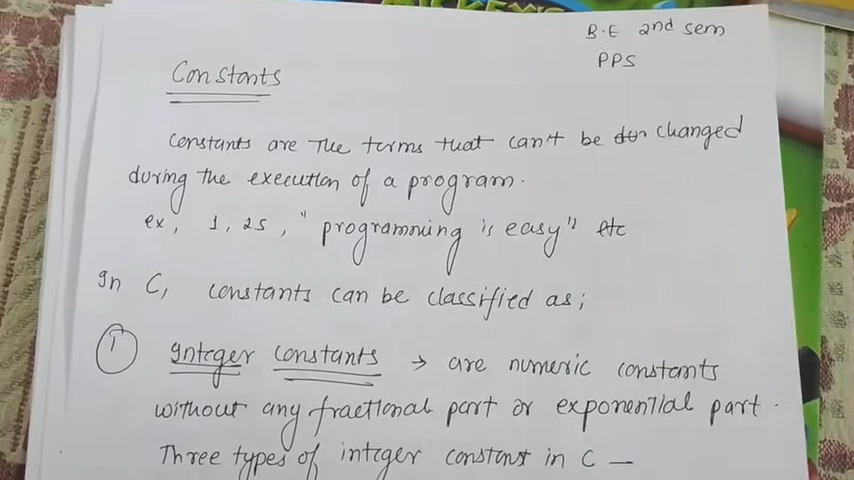 B.E 2nd sem
PPS
Constants
Constants are the terms that can't be changed
during the execution of a program.
ex, 1, 25, "programming is easy" etc
In C, constants can be classified as;
1 Integer constants → are numeric constants
without any fractional part or exponential part.
Three types of integer constant in C —